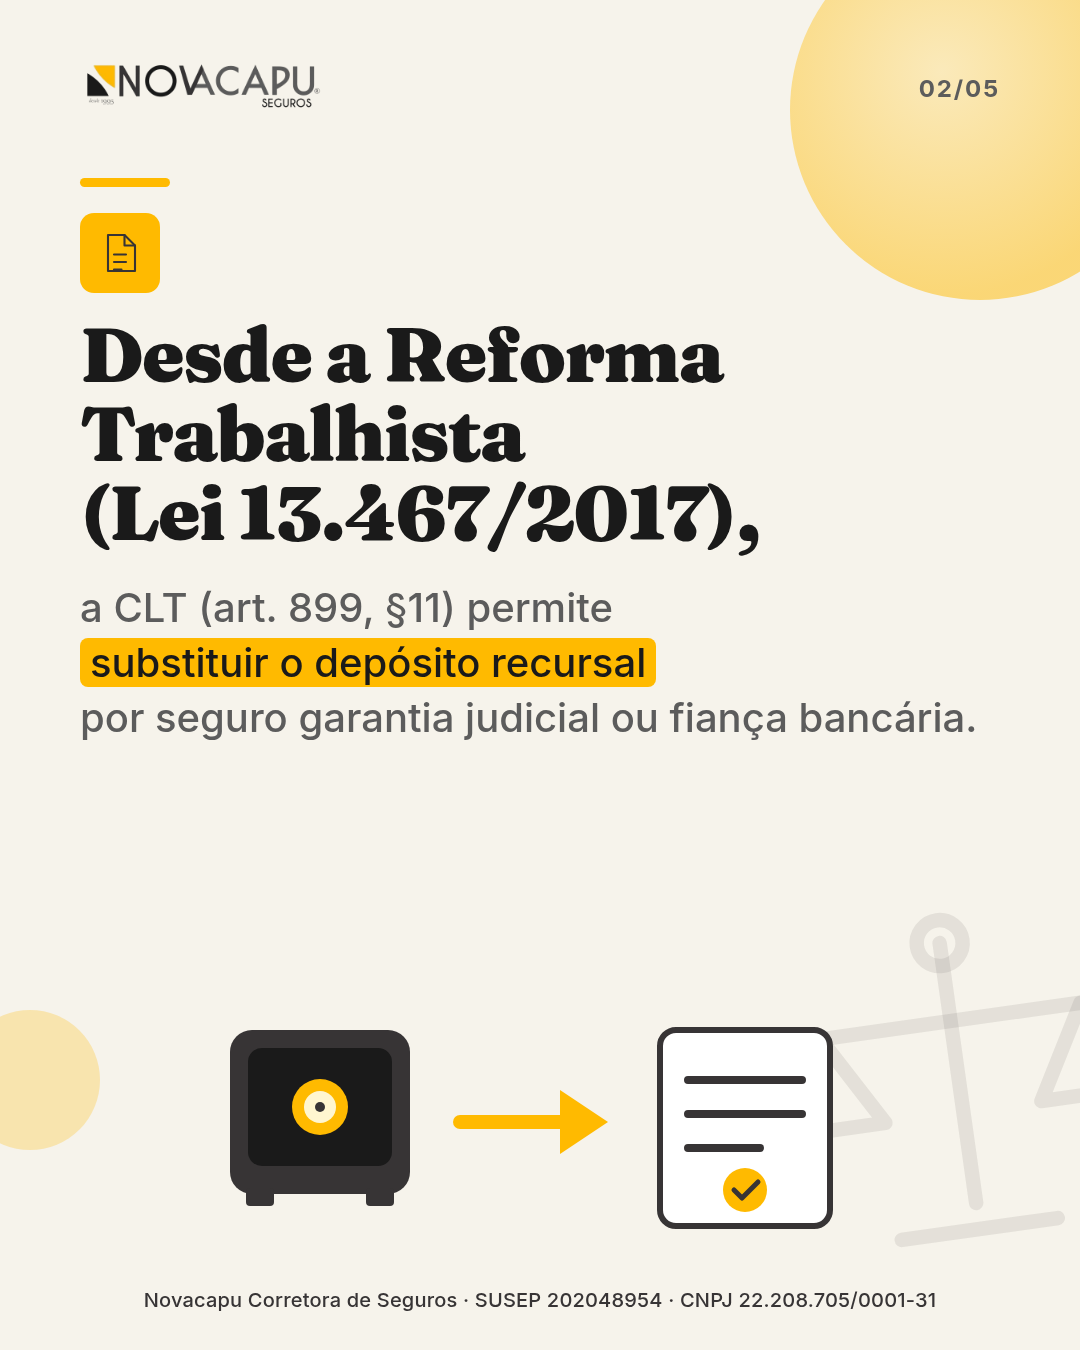 NOVACAPU
SEGUROS
desde 1995
02/05
Desde a Reforma
Trabalhista
(Lei 13.467/2017),
a CLT (art. 899, §11) permite
substituir o depósito recursal
por seguro garantia judicial ou fiança bancária.
Novacapu Corretora de Seguros · SUSEP 202048954 · CNPJ 22.208.705/0001-31